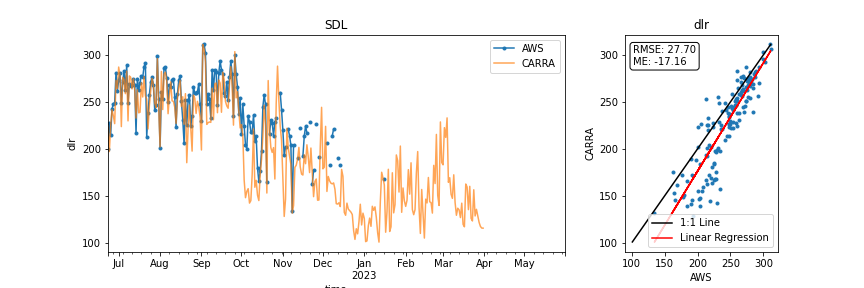 SDL
300
250
200
150
100
dlr
AWS
CARRA
Jul Aug Sep Oct Nov Dec Jan Feb Mar Apr May
2023
time
dlr
RMSE: 27.70
ME: -17.16
300
250
200
150
100
CARRA
1:1 Line
Linear Regression
100 150 200 250 300
AWS